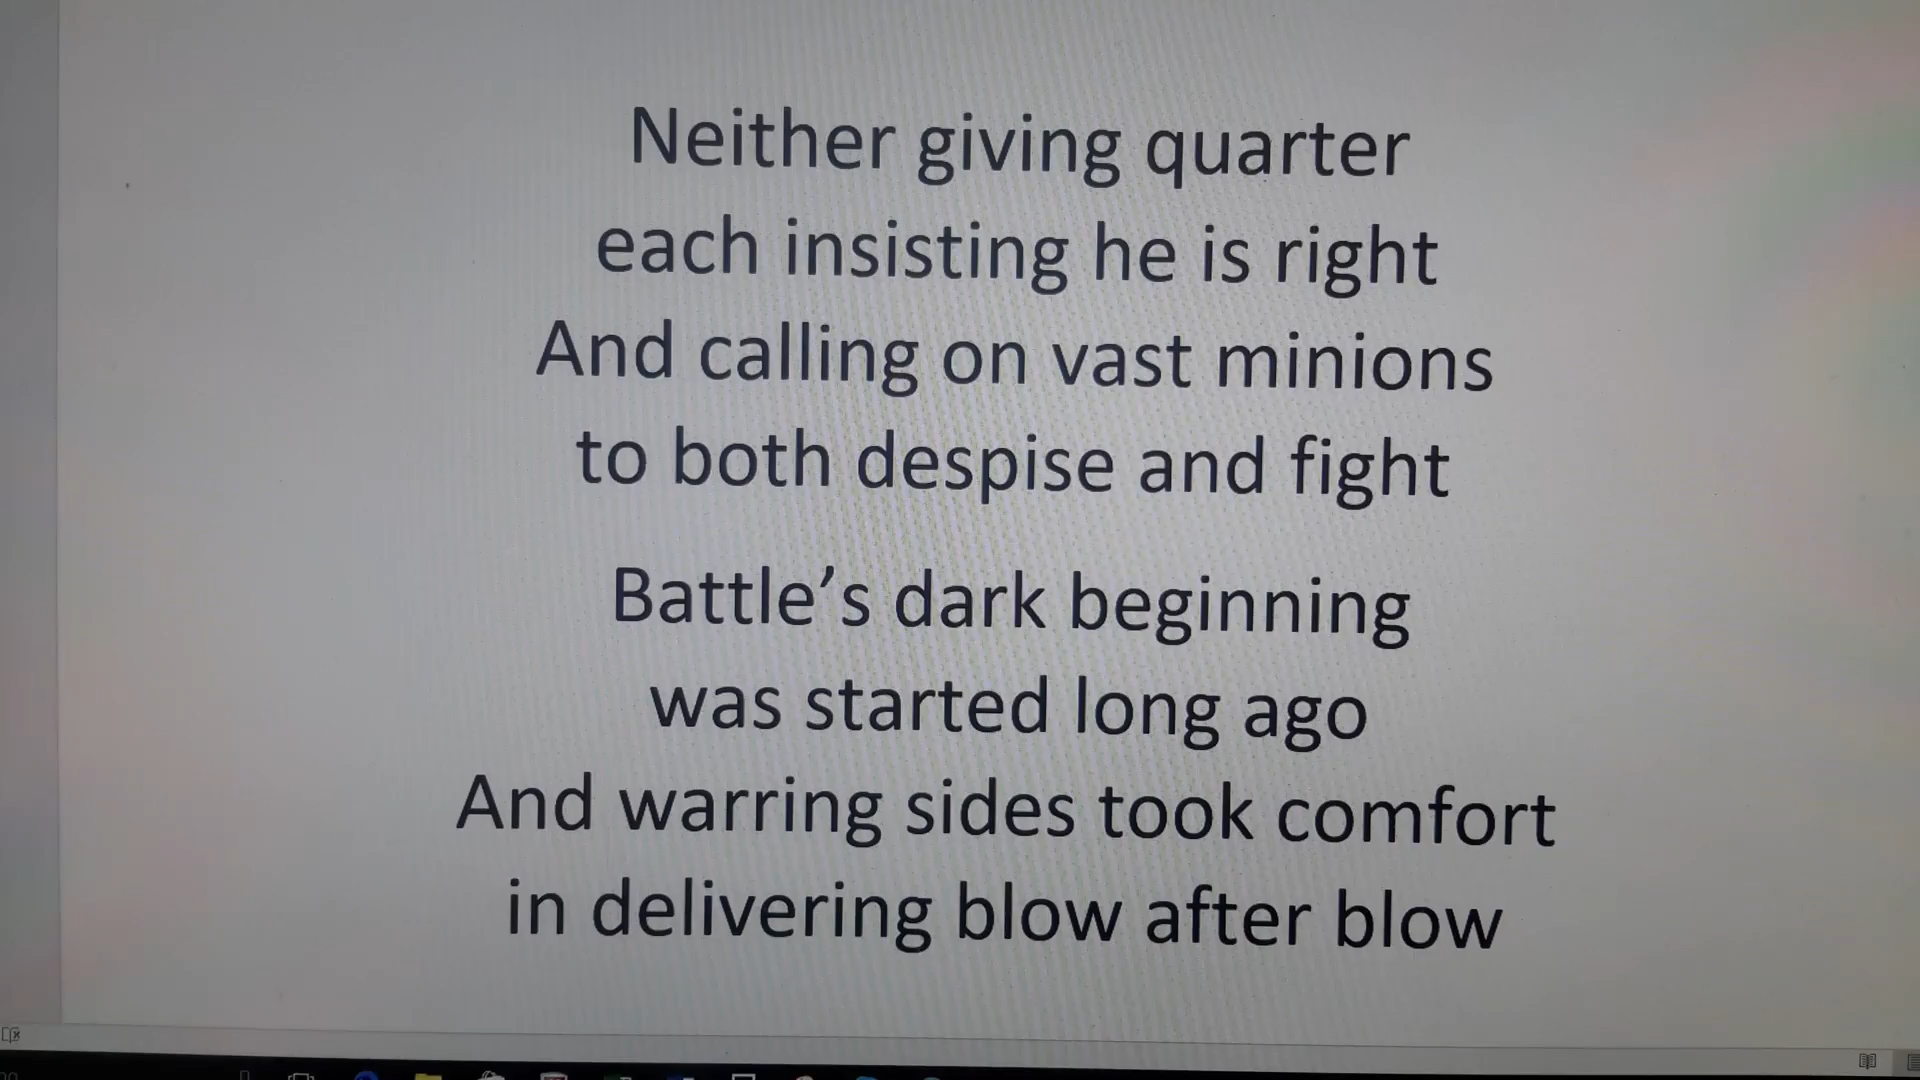 Neither giving quarter
each insisting he is right
And calling on vast minions
to both despise and fight
Battle’s dark beginning
was started long ago
And warring sides took comfort
in delivering blow after blow